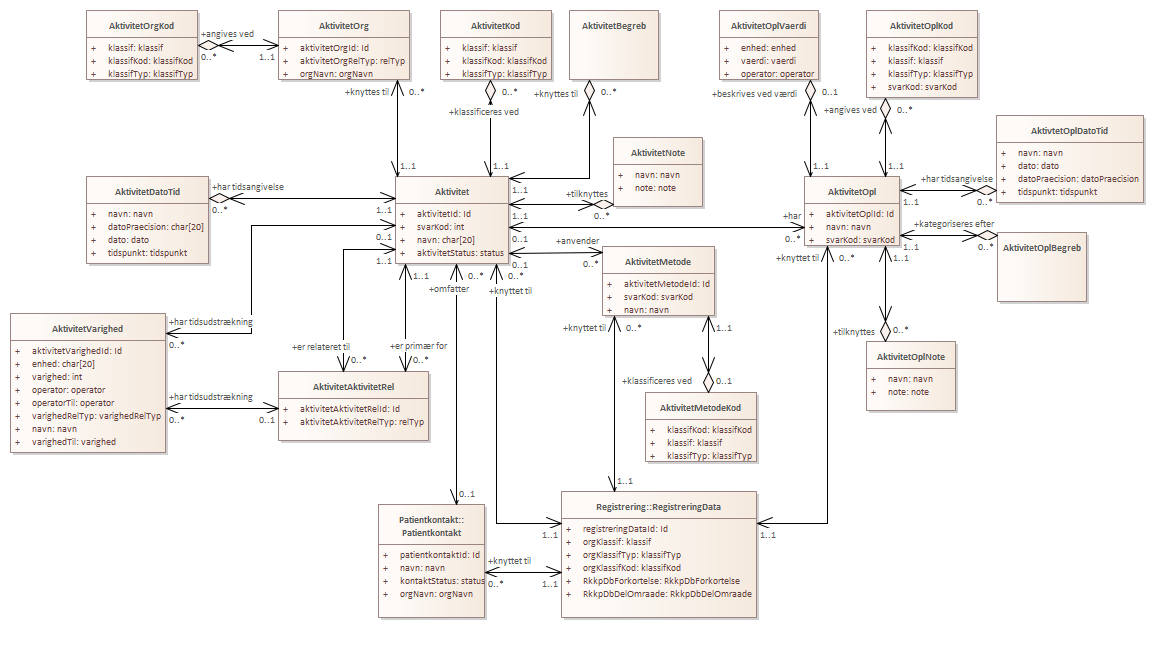 AktivitetOrgKod
+ klassif: klassif
+ klassifKod: klassifKod
+ klassifTyp: klassifTyp
+angives ved
0..*
1..1
AktivitetOrg
+ aktivitetOrgId: Id
+ aktivitetOrgRelTyp: relTyp
+ orgNavn: orgNavn
+knyttes til
0..*
1..1
AktivitetKod
+ klassif: klassif
+ klassifKod: klassifKod
+ klassifTyp: klassifTyp
0..*
+klassificeres ved
1..1
AktivitetBegreb
+knyttes til
0..*
1..1
AktivitetOplVaerdi
+ enhed: enhed
+ vaerdi: vaerdi
+ operator: operator
+beskrives ved værdi
0..1
1..1
AktivitetOplKod
+ klassifKod: klassifKod
+ klassif: klassif
+ klassifTyp: klassifTyp
+ svarKod: svarKod
+angives ved
0..*
1..1
AktvtetOplDatoTid
+ navn: navn
+ dato: dato
+ datoPraecision: datoPraecision
+ tidspunkt: tidspunkt
+har tidsangivelse
1..1
0..*
AktivitetNote
+ navn: navn
+ note: note
+tilknyttes
1..1
0..*
AktivitetDatoTid
+ navn: navn
+ datoPraecision: char[20]
+ dato: dato
+ tidspunkt: tidspunkt
+har tidsangivelse
0..*
1..1
Aktivitet
+ aktivitetId: Id
+ svarKod: int
+ navn: char[20]
+ aktivitetStatus: status
AktivitetOpl
+ aktivitetOplId: Id
+ navn: navn
+ svarKod: svarKod
+har
0..1
0..*
+kategoriseres efter
1..1
0..*
AktivitetOplBegreb
+anvender
0..1
0..*
AktivitetMetode
+ aktivitetMetodeId: Id
+ svarKod: svarKod
+ navn: navn
+knyttet til
0..*
1..1
0..1
1..1
1..1
+omfatter
0..*
+knyttet til
0..*
+knyttet til
0..*
1..1
AktivitetVarighed
+ aktivitetVarighedId: Id
+ enhed: char[20]
+ varighed: int
+ operator: operator
+ operatorTil: operator
+ varighedRelTyp: varighedRelTyp
+ navn: navn
+ varighedTil: varighed
+har tidsudstrækning
0..*
+har tidsudstrækning
0..*
0..1
+er relateret til
0..*
+er primær for
0..*
AktivitetAktivitetRel
+ aktivitetAktivitetRelId: Id
+ aktivitetAktivitetRelTyp: relTyp
1..1
+klassificeres ved
0..1
AktivitetMetodeKod
+ klassifKod: klassifKod
+ klassif: klassif
+ klassifTyp: klassifTyp
+tilknyttes
0..*
AktivitetOplNote
+ navn: navn
+ note: note
0..1
Patientkontakt::
Patientkontakt
+ patientkontaktId: Id
+ navn: navn
+ kontaktStatus: status
+ orgNavn: orgNavn
+knyttet til
0..*
1..1
1..1
1..1
Registrering::RegistreringData
+ registreringDataId: Id
+ orgKlassif: klassif
+ orgKlassifTyp: klassifTyp
+ orgKlassifKod: klassifKod
+ RkkpDbForkortelse: RkkpDbForkortelse
+ RkkpDbDelOmraade: RkkpDbDelOmraade